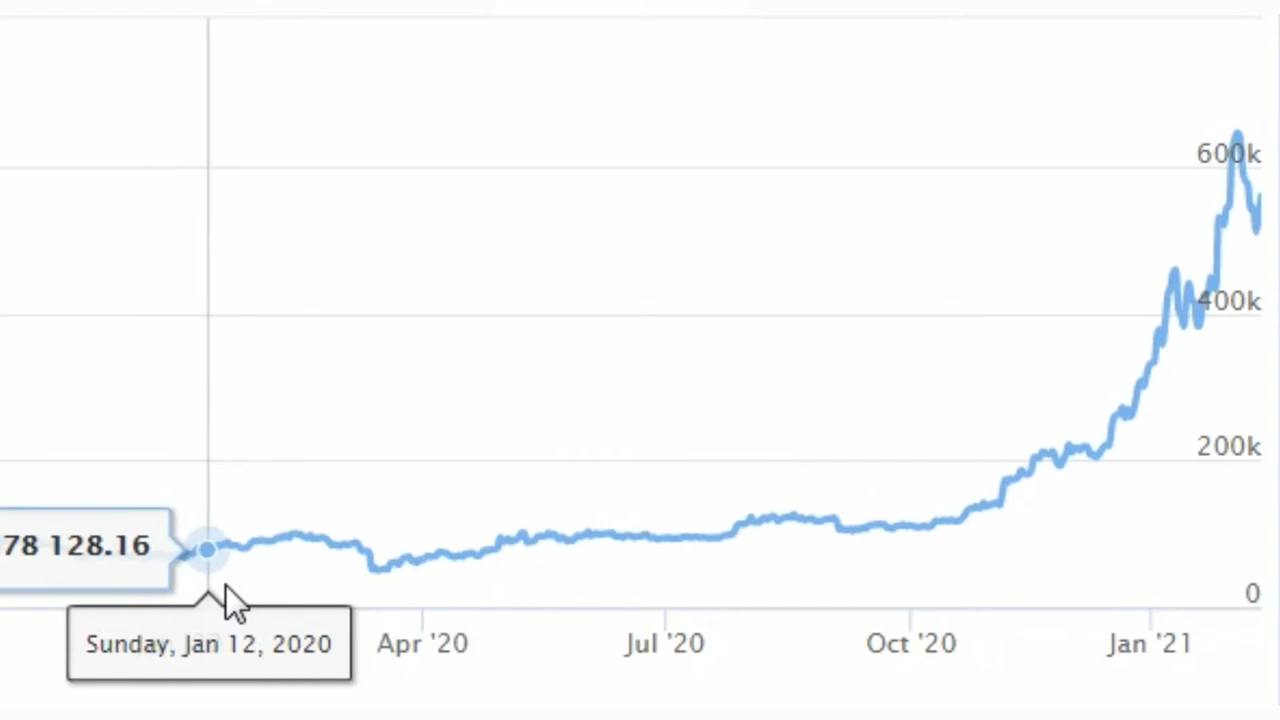 600k
400k
200k
78 128.16
0
Sunday, Jan 12, 2020
Apr '20
Jul '20
Oct '20
Jan '21